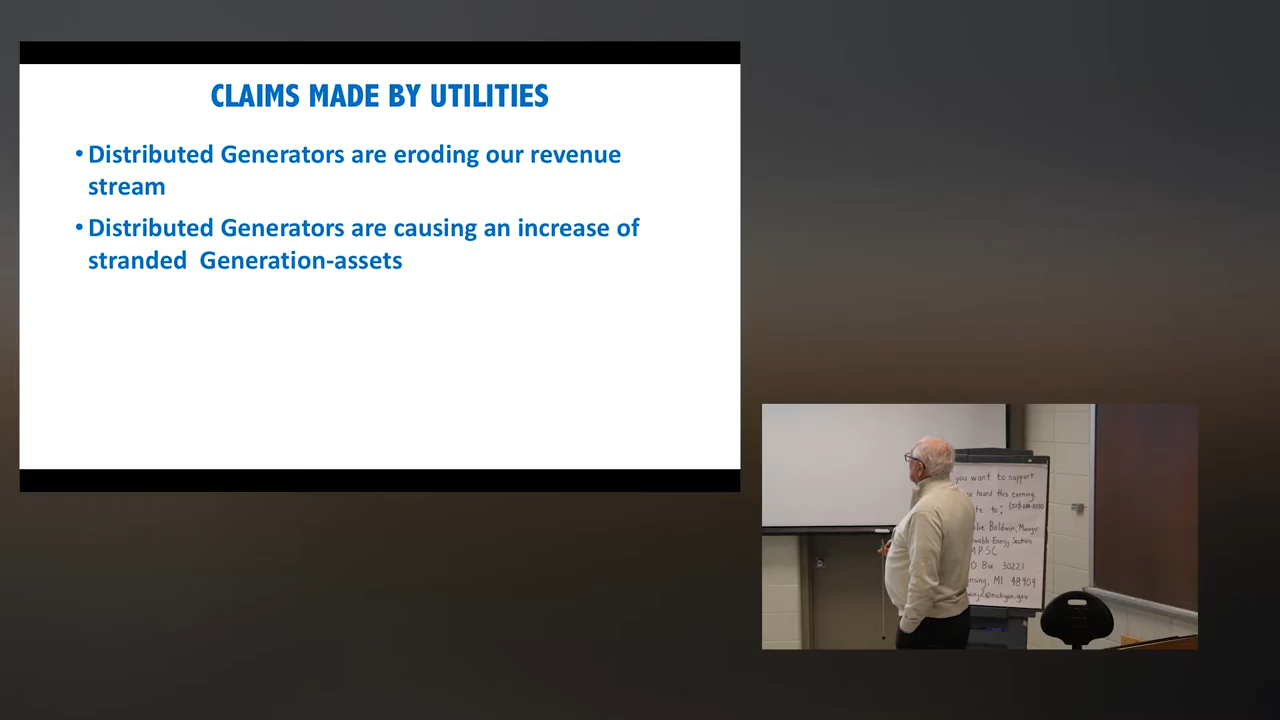 CLAIMS MADE BY UTILITIES
• Distributed Generators are eroding our revenue
stream
• Distributed Generators are causing an increase of
stranded Generation-assets
you want to support
heard this evening,
to:
Baldwin, Manager
Energy Section
PSC
Box 30221
MI 48909